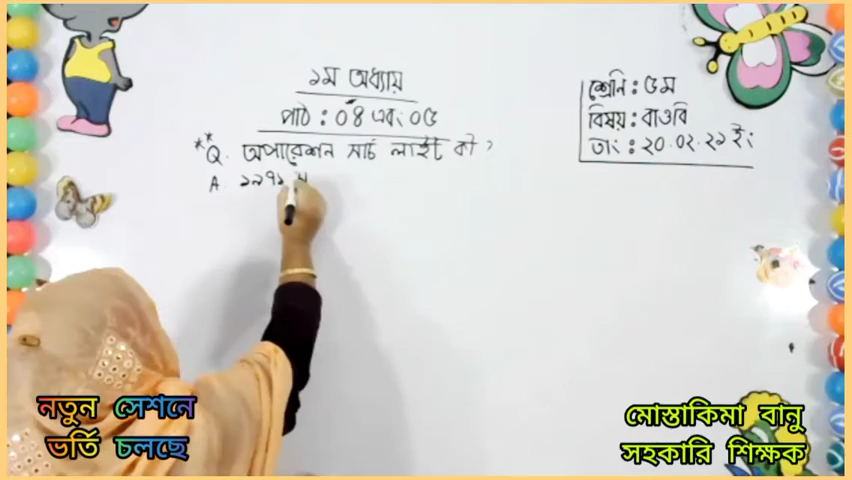 ১ম অধ্যায়
পাঠ : ০৪ এবং ০৫
** Q. অপারেশন সার্চ লাইট কী ?
A. ১৯৭১ স
শ্রেণি : ৫ম
বিষয় : বাওবি
তাং : ২০.০২.২১ ইং
নতুন সেশনে
ভর্তি চলছে
মোস্তাকিমা বানু
সহকারি শিক্ষক